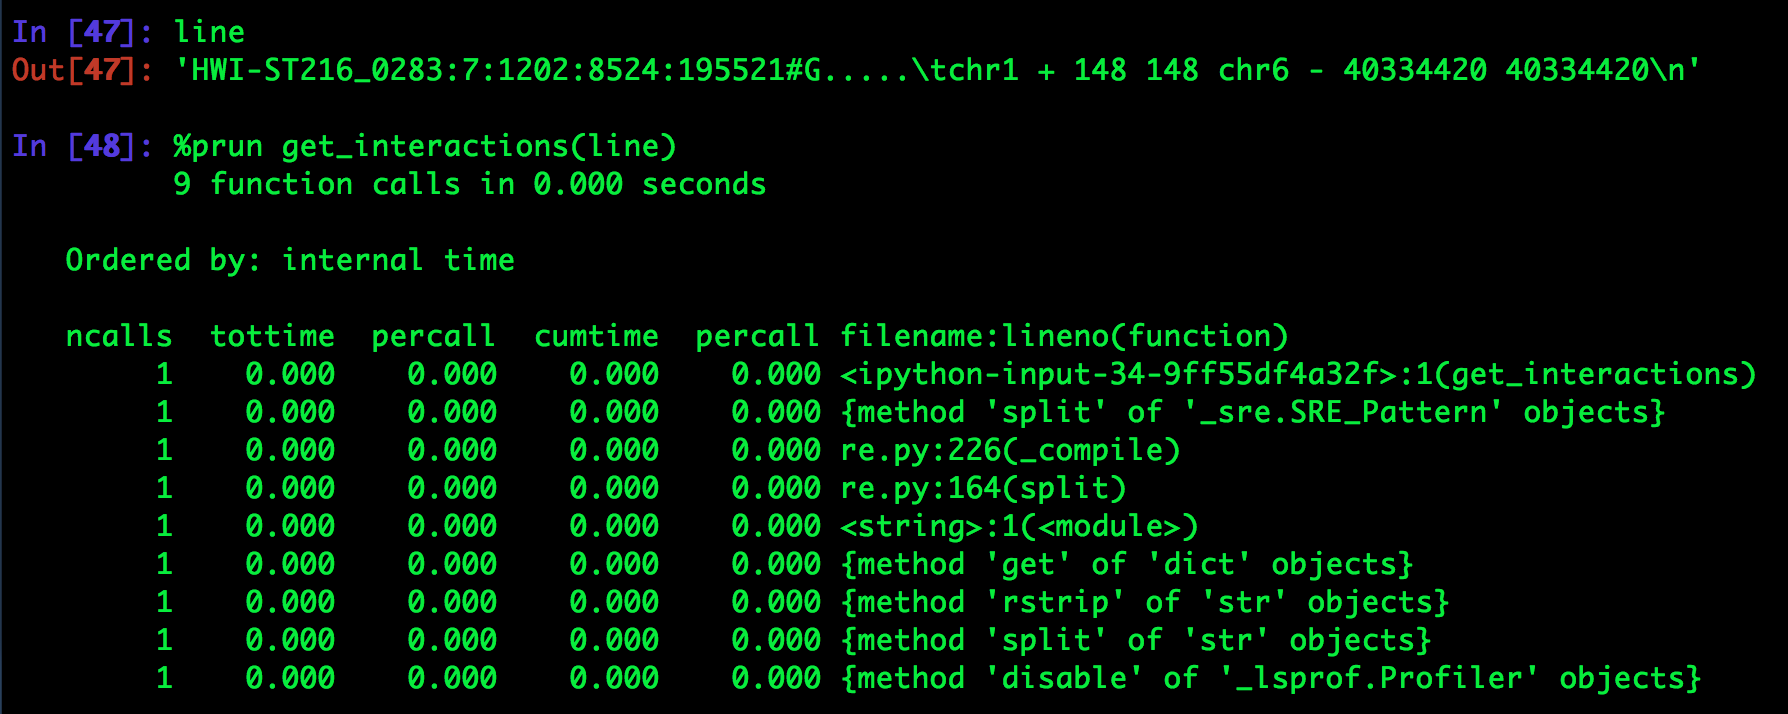 In [47]: line
Out[47]: 'HWI-ST216_0283:7:1202:8524:195521#G.....\tchr1 + 148 148 chr6 - 40334420 40334420\n'
In [48]: %prun get_interactions(line)
9 function calls in 0.000 seconds
Ordered by: internal time
ncalls  tottime  percall  cumtime  percall filename:lineno(function)
1    0.000    0.000    0.000    0.000 <ipython-input-34-9ff55df4a32f>:1(get_interactions)
1    0.000    0.000    0.000    0.000 {method 'split' of '_sre.SRE_Pattern' objects}
1    0.000    0.000    0.000    0.000 re.py:226(_compile)
1    0.000    0.000    0.000    0.000 re.py:164(split)
1    0.000    0.000    0.000    0.000 <string>:1(<module>)
1    0.000    0.000    0.000    0.000 {method 'get' of 'dict' objects}
1    0.000    0.000    0.000    0.000 {method 'rstrip' of 'str' objects}
1    0.000    0.000    0.000    0.000 {method 'split' of 'str' objects}
1    0.000    0.000    0.000    0.000 {method 'disable' of '_lsprof.Profiler' objects}